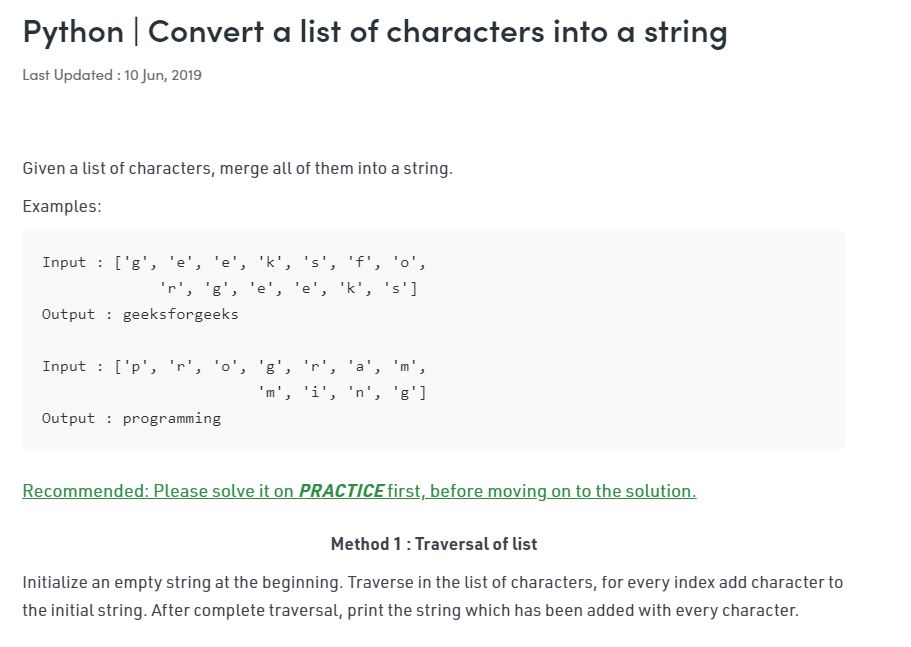 Python | Convert a list of characters into a string
Last Updated : 10 Jun, 2019
Given a list of characters, merge all of them into a string.
Examples:
Input : ['g', 'e', 'e', 'k', 's', 'f', 'o',
'r', 'g', 'e', 'e', 'k', 's']
Output : geeksforgeeks
Input : ['p', 'r', 'o', 'g', 'r', 'a', 'm',
'm', 'i', 'n', 'g']
Output : programming
Recommended: Please solve it on PRACTICE first, before moving on to the solution.
Method 1 : Traversal of list
Initialize an empty string at the beginning. Traverse in the list of characters, for every index add character to
the initial string. After complete traversal, print the string which has been added with every character.